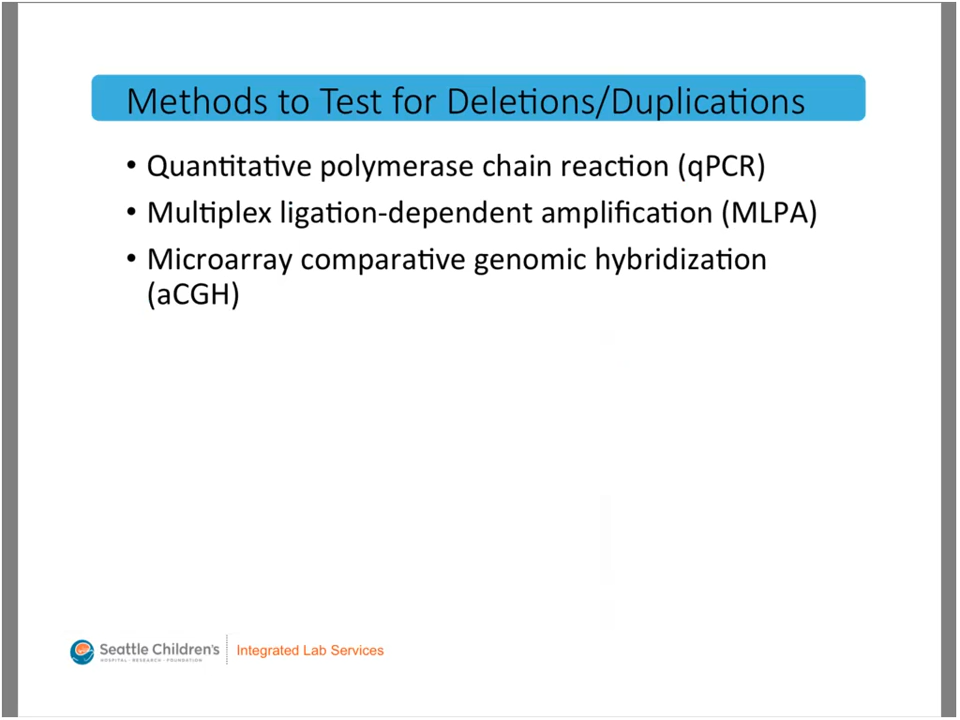 Methods to Test for Deletions/Duplications
• Quantitative polymerase chain reaction (qPCR)
• Multiplex ligation-dependent amplification (MLPA)
• Microarray comparative genomic hybridization
(aCGH)
Seattle Children's
HOSPITAL · RESEARCH · FOUNDATION
Integrated Lab Services